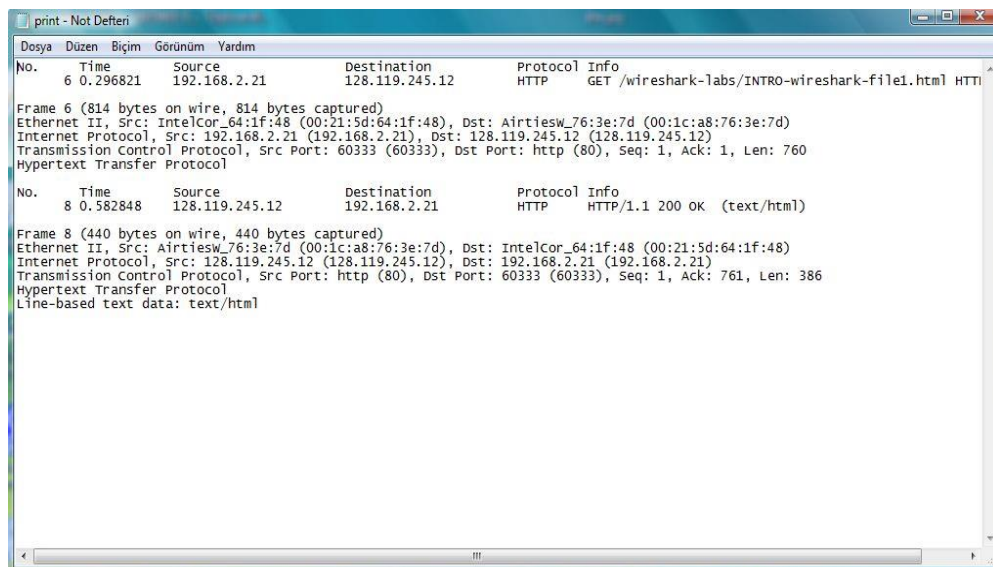 print - Not Defteri
Dosya Düzen Biçim Görünüm Yardım
No. Time Source Destination Protocol Info
6 0.296821 192.168.2.21 128.119.245.12 HTTP GET /wireshark-labs/INTRO-wireshark-file1.html HTT
Frame 6 (814 bytes on wire, 814 bytes captured)
Ethernet II, Src: IntelCor_64:1f:48 (00:21:5d:64:1f:48), Dst: AirtiesW_76:3e:7d (00:1c:a8:76:3e:7d)
Internet Protocol, Src: 192.168.2.21 (192.168.2.21), Dst: 128.119.245.12 (128.119.245.12)
Transmission Control Protocol, Src Port: 60333 (60333), Dst Port: http (80), Seq: 1, Ack: 1, Len: 760
Hypertext Transfer Protocol
No. Time Source Destination Protocol Info
8 0.582848 128.119.245.12 192.168.2.21 HTTP HTTP/1.1 200 OK (text/html)
Frame 8 (440 bytes on wire, 440 bytes captured)
Ethernet II, Src: AirtiesW_76:3e:7d (00:1c:a8:76:3e:7d), Dst: IntelCor_64:1f:48 (00:21:5d:64:1f:48)
Internet Protocol, Src: 128.119.245.12 (128.119.245.12), Dst: 192.168.2.21 (192.168.2.21)
Transmission Control Protocol, Src Port: http (80), Dst Port: 60333 (60333), Seq: 1, Ack: 761, Len: 386
Hypertext Transfer Protocol
Line-based text data: text/html